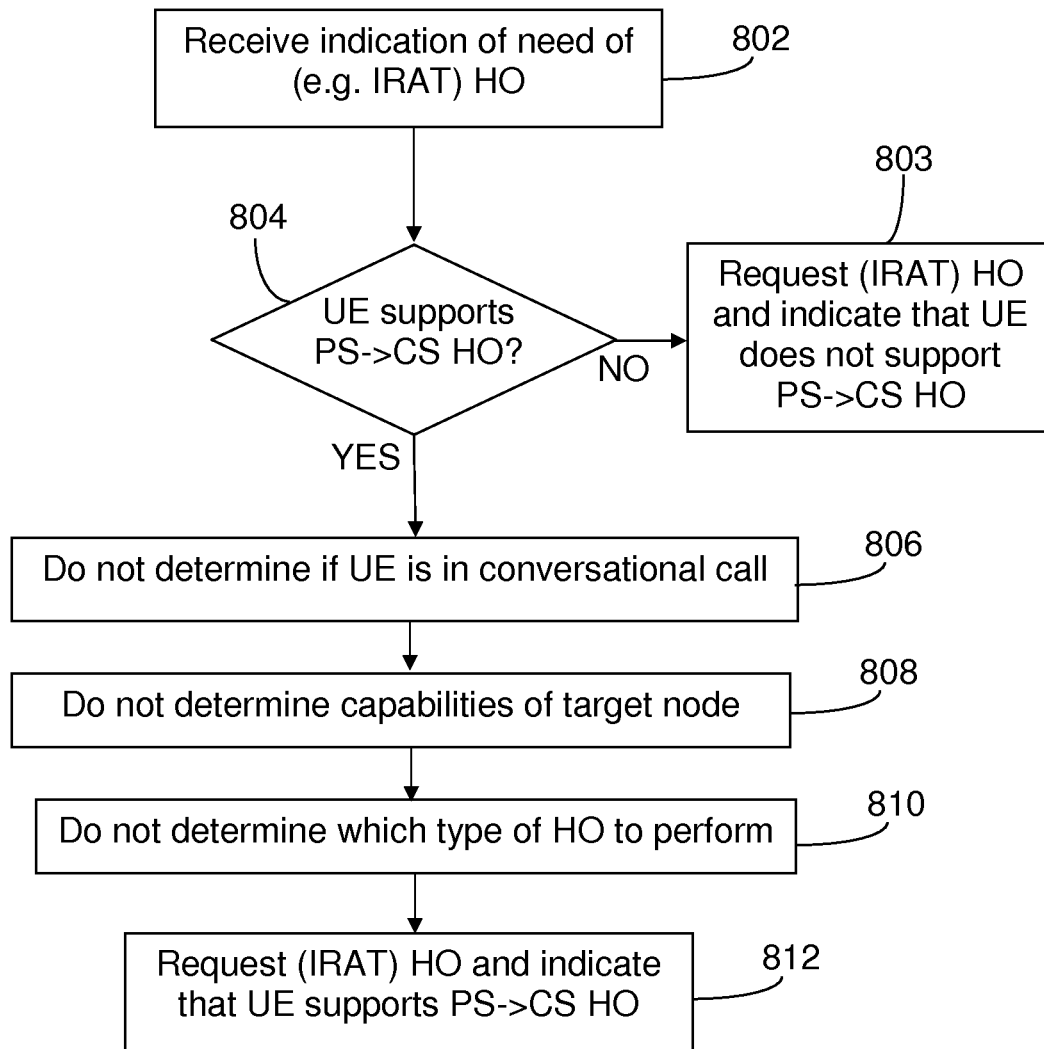 Receive indication of need of
(e.g. IRAT) HO
802
803
804
UE supports
PS->CS HO?
NO
Request (IRAT) HO
and indicate that UE
does not support
PS->CS HO
YES
Do not determine if UE is in conversational call
806
Do not determine capabilities of target node
808
Do not determine which type of HO to perform
810
Request (IRAT) HO and indicate
that UE supports PS->CS HO
812